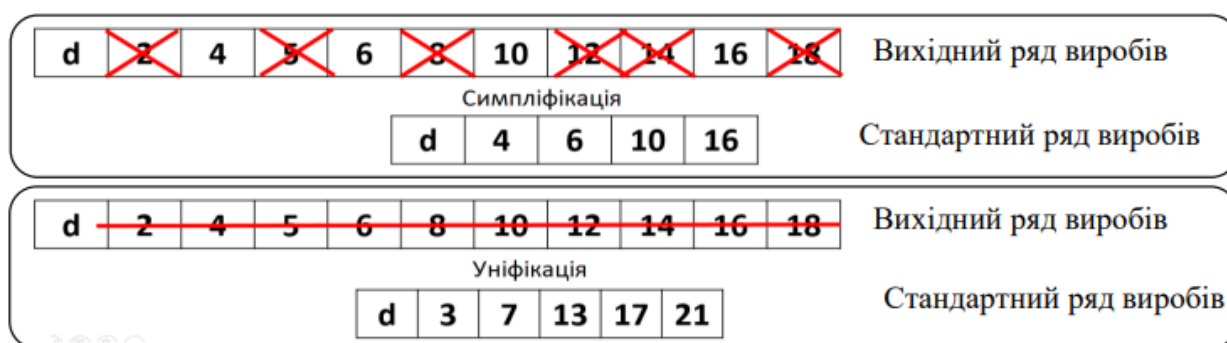 d 2 4 5 6 8 10 12 14 16 18 Вихідний ряд виробів
Симпліфікація
d 4 6 10 16 Стандартний ряд виробів
d 2 4 5 6 8 10 12 14 16 18 Вихідний ряд виробів
Уніфікація
d 3 7 13 17 21 Стандартний ряд виробів